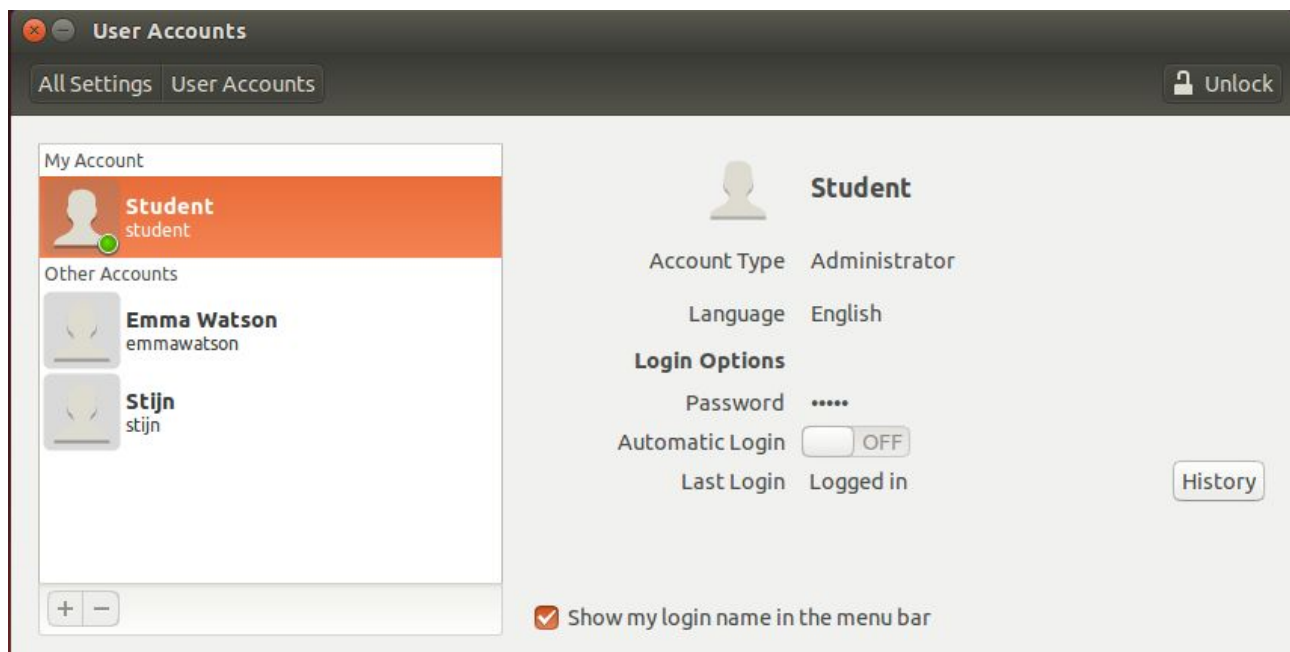 User Accounts
All Settings User Accounts Unlock
My Account
Student
student
Other Accounts
Emma Watson
emmawatson
Stijn
stijn
+ −
Student
Account Type Administrator
Language English
Login Options
Password •••••
Automatic Login OFF
Last Login Logged in History
Show my login name in the menu bar